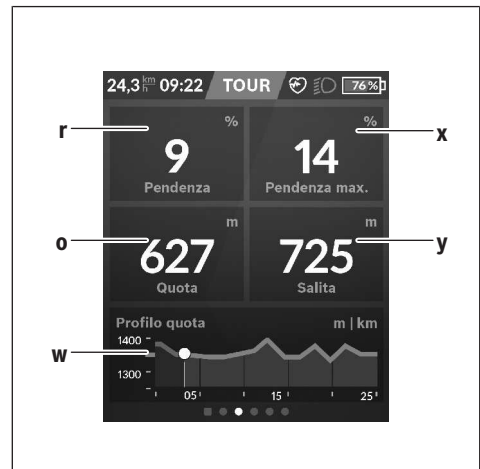 24,3 km/h 09:22 TOUR 76%
r % % x
9 14
Pendenza Pendenza max.
o m m y
627 725
Quota Salita
Profilo quota m | km
w 1400
1300
05 15 25